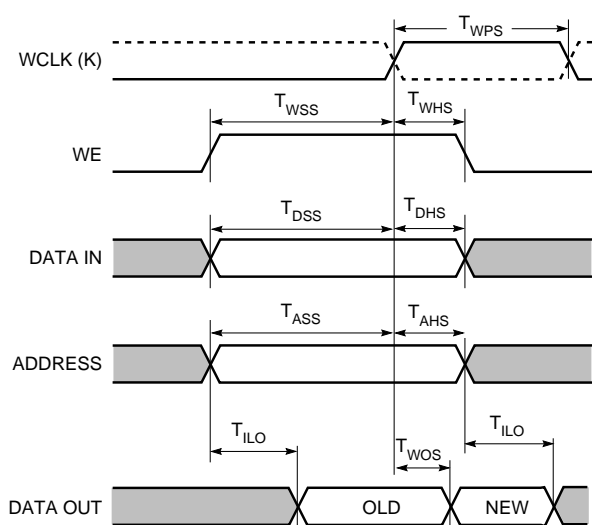 T_WPS
WCLK (K)
T_WSS T_WHS
WE
T_DSS T_DHS
DATA IN
T_ASS T_AHS
ADDRESS
T_ILO T_WOS T_ILO
DATA OUT OLD NEW